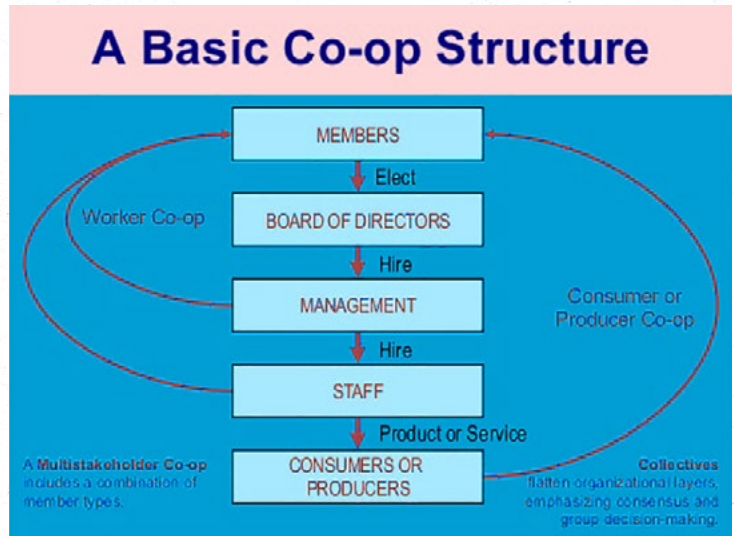 A Basic Co-op Structure
MEMBERS
Elect
Worker Co-op
BOARD OF DIRECTORS
Hire
MANAGEMENT
Consumer or
Producer Co-op
Hire
STAFF
Product or Service
CONSUMERS OR
PRODUCERS
A Multistakeholder Co-op
includes a combination of
member types.
Collectives
flatten organizational layers,
emphasizing consensus and
group decision-making.